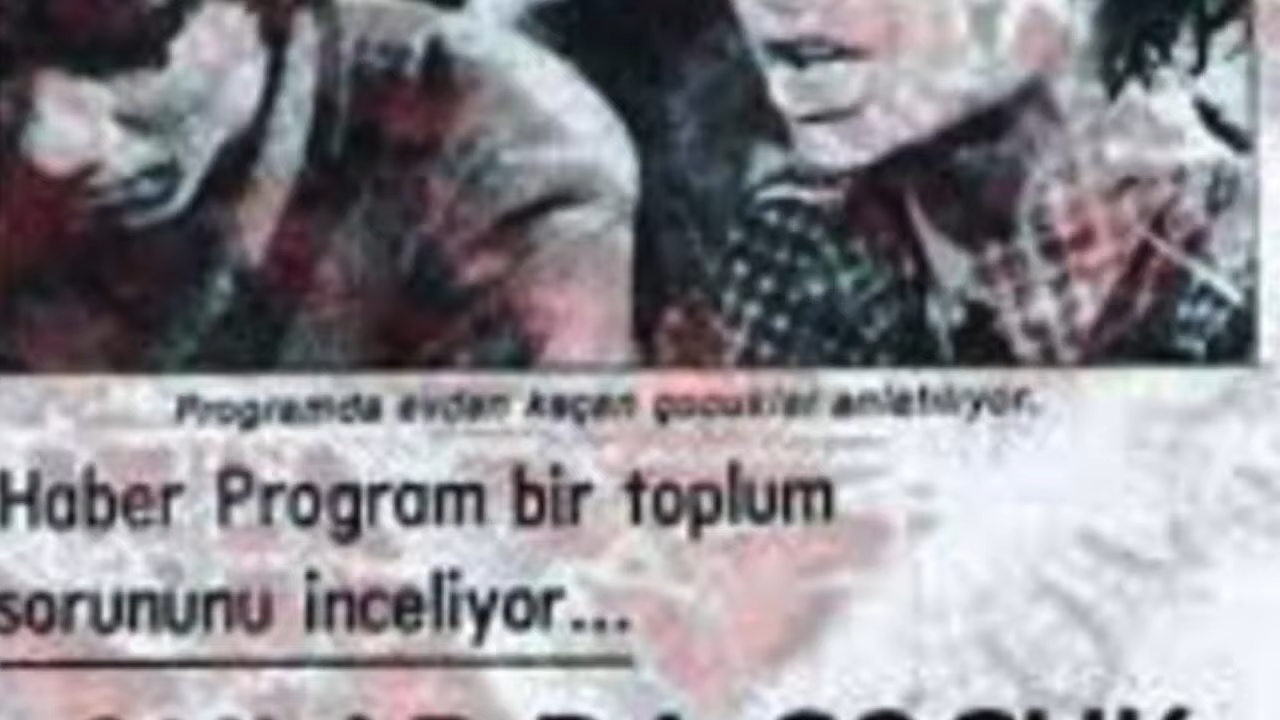 Programda evden kaçan çocuklar anlatılıyor.
Haber Program bir toplum
sorununu inceliyor...